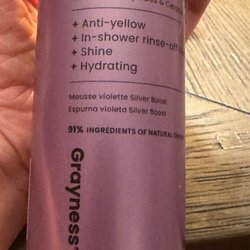 & Ceram
+ Anti-yellow
+ In-shower rinse-off
+ Shine
+ Hydrating
Mousse violette Silver Boost
Espuma violeta Silver Boost
91% INGREDIENTS OF NATURAL
Grayness